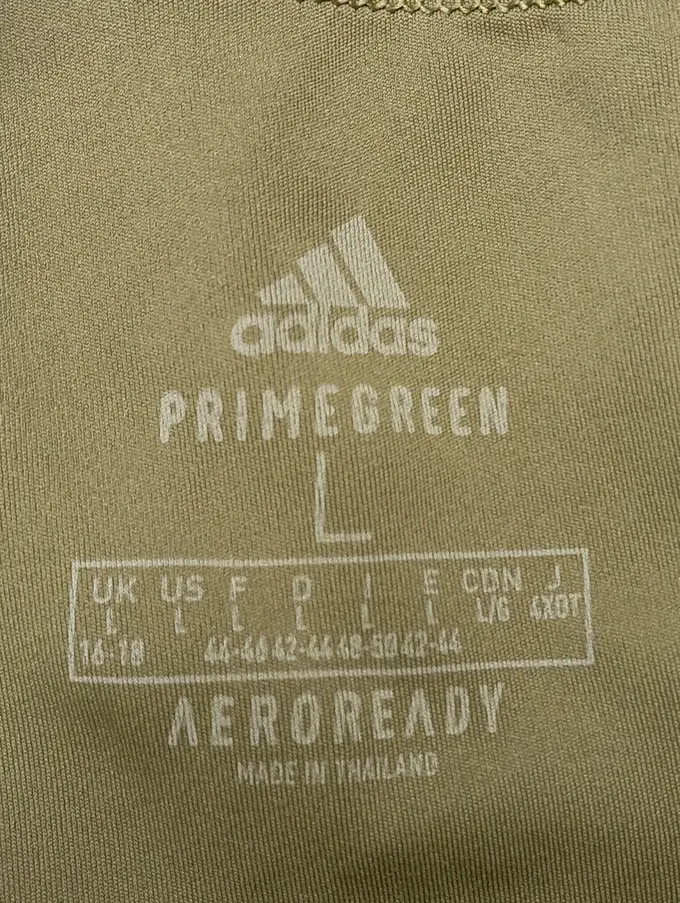 adidas
PRIMEGREEN
L
UK US F D I E CDN J
L L L L L L L/G 4XOT
16-18 44-46 42-44 48-50 42-44
AEROREADY
MADE IN THAILAND